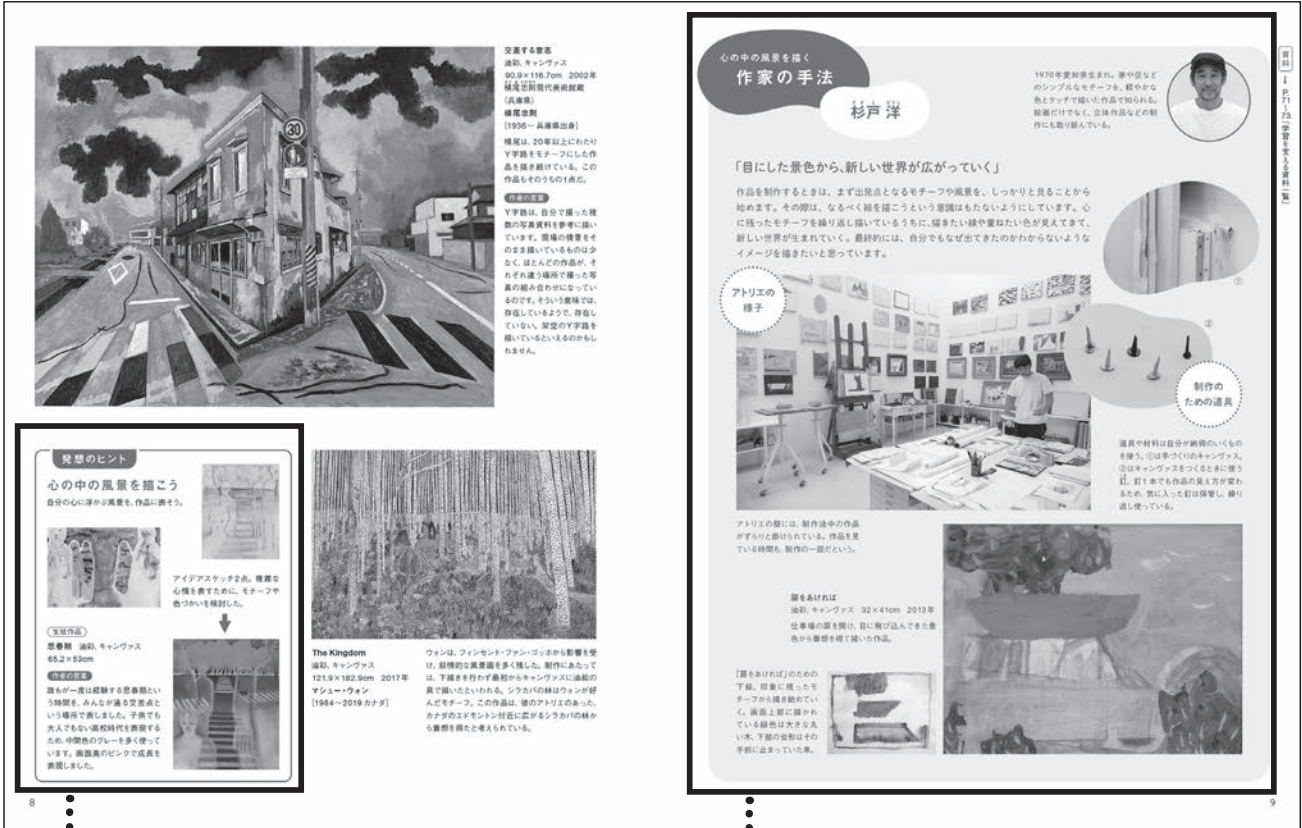 交差する意志
油彩、キャンヴァス
90.9×116.7cm 2002年
横尾忠則現代美術館蔵
(兵庫県)
横尾忠則
[1936〜 兵庫県出身]
横尾は、20年以上にわたり
Y字路をモチーフにした作
品を描き続けている。この
作品もそのうちの1点だ。
作者の言葉
Y字路は、自分で撮った複
数の写真資料を参考に描い
ています。現場の情景をそ
のまま描いているものは少
なく、ほとんどの作品が、そ
れぞれ違う場所で撮った写
真の組み合わせになってい
るのです。そういう意味では、
存在しているようで、存在し
ていない。架空のY字路を
描いているといえるのかもし
れません。
30
発想のヒント
心の中の風景を描こう
自分の心に浮かぶ風景を、作品に表そう。
アイデアスケッチ2点。複雑な
心情を表すために、モチーフや
色づかいを検討した。
生徒作品
思春期 油彩、キャンヴァス
65.2×53cm
作者の言葉
誰もが一度は経験する思春期とい
う時間を、みんなが通る交差点と
いう場所で表しました。子供でも
大人でもない高校時代を表現する
ため、中間色のグレーを多く使って
います。画面奥のピンクで成長を
表現しました。
The Kingdom
油彩、キャンヴァス
121.9×182.9cm 2017年
マシュー・ウォン
[1984〜2019 カナダ]
ウォンは、フィンセント・ファン・ゴッホから影響を受
け、叙情的な風景画を多く残した。制作にあたって
は、下描きを行わず最初からキャンヴァスに油絵の
具で描いたといわれる。シラカバの林はウォンが好
んだモチーフ。この作品は、彼のアトリエのあった、
カナダのエドモントン付近に広がるシラカバの林か
ら着想を得たと考えられている。
8
心の中の風景を描く
作家の手法
杉戸 洋
1970年愛知県生まれ。家や空など
のシンプルなモチーフを、軽やかな
色とタッチで描いた作品で知られる。
絵画だけでなく、立体作品などの制
作にも取り組んでいる。
資料 → P.71〜73「学習を支える資料一覧」
「目にした景色から、新しい世界が広がっていく」
作品を制作するときは、まず出発点となるモチーフや風景を、しっかりと見ることから
始めます。その際は、なるべく絵を描こうという意識はもたないようにしています。心
に残ったモチーフを繰り返し描いているうちに、描きたい線や重ねたい色が見えてきて、
新しい世界が生まれていく。最終的には、自分でもなぜ出てきたのかわからないような
イメージを描きたいと思っています。
アトリエの
様子
①
②
制作の
ための道具
道具や材料は自分が納得のいくもの
を使う。①は手づくりのキャンヴァス。
②はキャンヴァスをつくるときに使う
釘。釘1本でも作品の見え方が変わ
るため、気に入った釘は保管し、繰り
返し使っている。
アトリエの壁には、制作途中の作品
がずらりと掛けられている。作品を見
ている時間も、制作の一部だという。
扉をあければ
油彩、キャンヴァス 32×41cm 2013年
仕事場の扉を開け、目に飛び込んできた景
色から着想を得て描いた作品。
「扉をあければ」のための
下絵。印象に残ったモ
チーフから描き始めてい
く。画面上部に描かれ
ている緑色は大きな丸
い木、下部の台形はその
手前に止まっていた車。
9